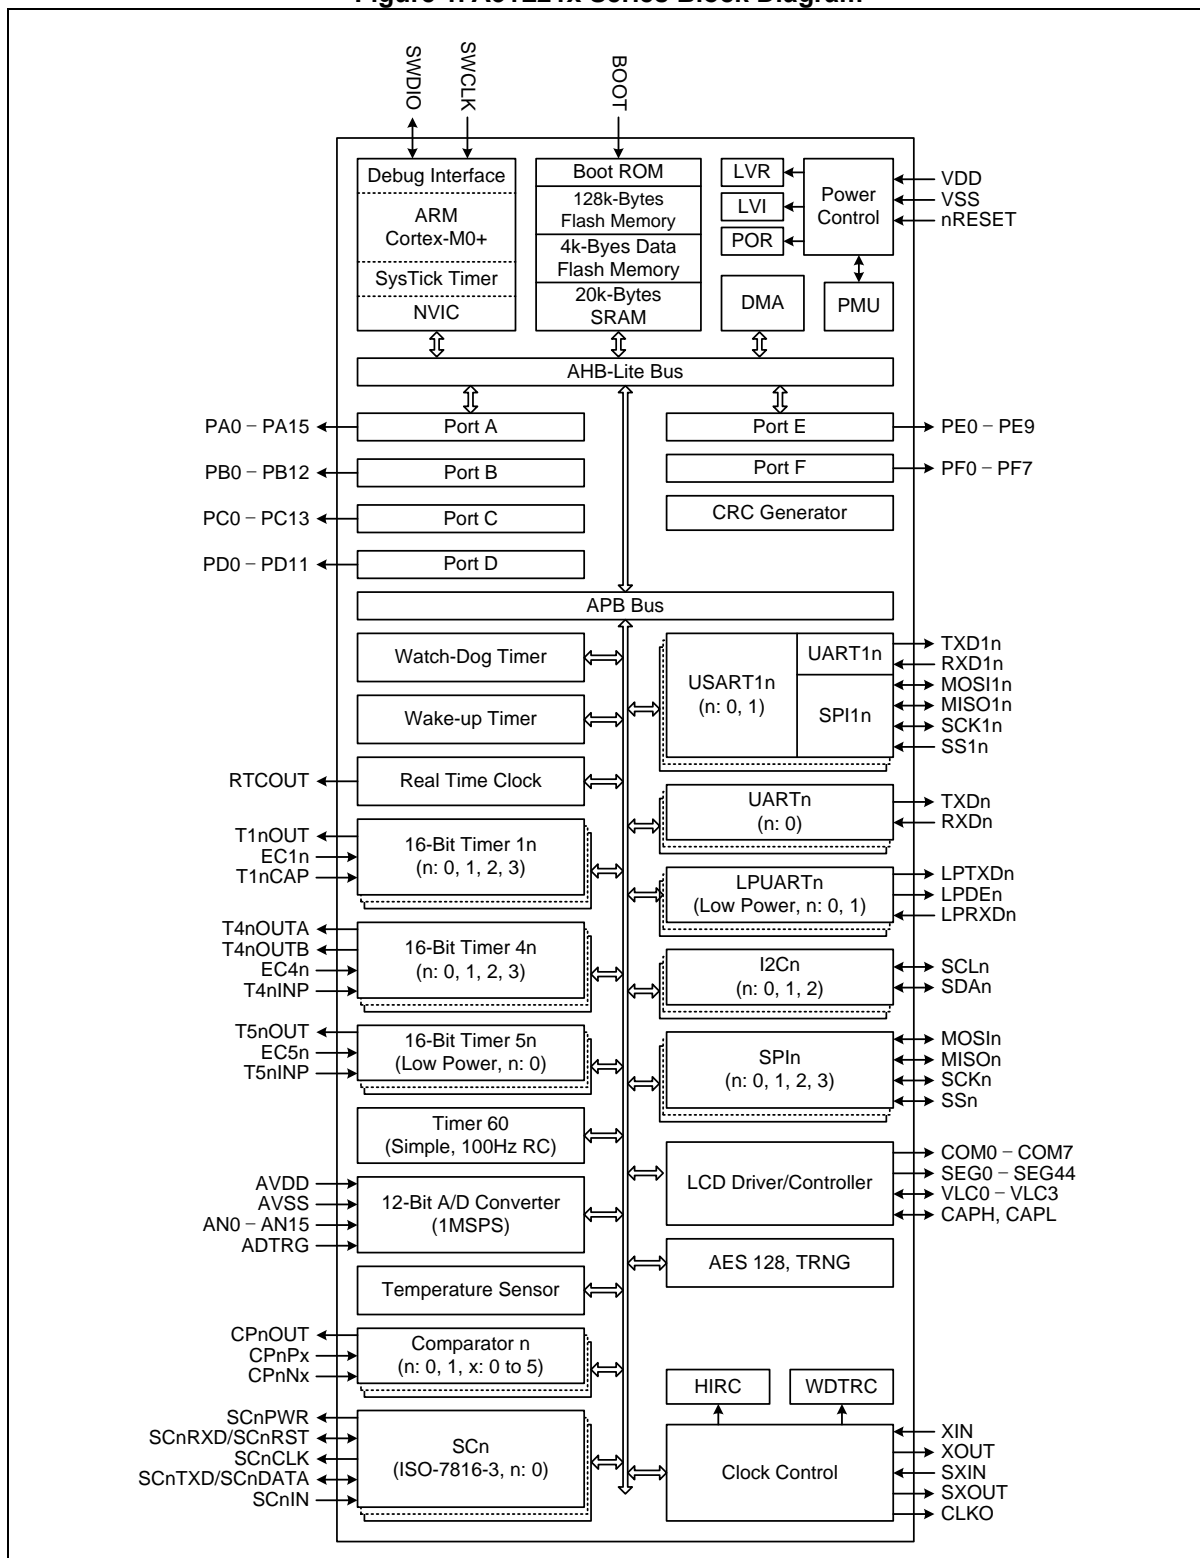 SWDIO
SWCLK
BOOT
Debug Interface
ARM
Cortex-M0+
SysTick Timer
NVIC
Boot ROM
128k-Bytes
Flash Memory
4k-Byes Data
Flash Memory
20k-Bytes
SRAM
LVR
LVI
POR
Power
Control
VDD
VSS
nRESET
DMA
PMU
AHB-Lite Bus
PA0 – PA15
Port A
Port E
PE0 – PE9
PB0 – PB12
Port B
Port F
PF0 – PF7
PC0 – PC13
Port C
CRC Generator
PD0 – PD11
Port D
APB Bus
Watch-Dog Timer
Wake-up Timer
RTCOUT
Real Time Clock
T1nOUT
EC1n
T1nCAP
16-Bit Timer 1n
(n: 0, 1, 2, 3)
T4nOUTA
T4nOUTB
EC4n
T4nINP
16-Bit Timer 4n
(n: 0, 1, 2, 3)
T5nOUT
EC5n
T5nINP
16-Bit Timer 5n
(Low Power, n: 0)
Timer 60
(Simple, 100Hz RC)
AVDD
AVSS
AN0 – AN15
ADTRG
12-Bit A/D Converter
(1MSPS)
Temperature Sensor
CPnOUT
CPnPx
CPnNx
Comparator n
(n: 0, 1, x: 0 to 5)
SCnPWR
SCnRXD/SCnRST
SCnCLK
SCnTXD/SCnDATA
SCnIN
SCn
(ISO-7816-3, n: 0)
USART1n
(n: 0, 1)
UART1n
SPI1n
TXD1n
RXD1n
MOSI1n
MISO1n
SCK1n
SS1n
UARTn
(n: 0)
TXDn
RXDn
LPUARTn
(Low Power, n: 0, 1)
LPTXDn
LPDEn
LPRXDn
I2Cn
(n: 0, 1, 2)
SCLn
SDAn
SPIn
(n: 0, 1, 2, 3)
MOSIn
MISOn
SCKn
SSn
LCD Driver/Controller
COM0 – COM7
SEG0 – SEG44
VLC0 – VLC3
CAPH, CAPL
AES 128, TRNG
HIRC
WDTRC
Clock Control
XIN
XOUT
SXIN
SXOUT
CLKO